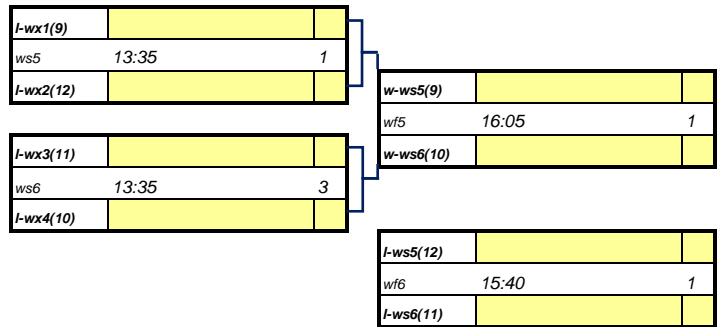 l-wx1(9)
ws5 13:35 1
l-wx2(12)
l-wx3(11)
ws6 13:35 3
l-wx4(10)
w-ws5(9)
wf5 16:05 1
w-ws6(10)
l-ws5(12)
wf6 15:40 1
l-ws6(11)